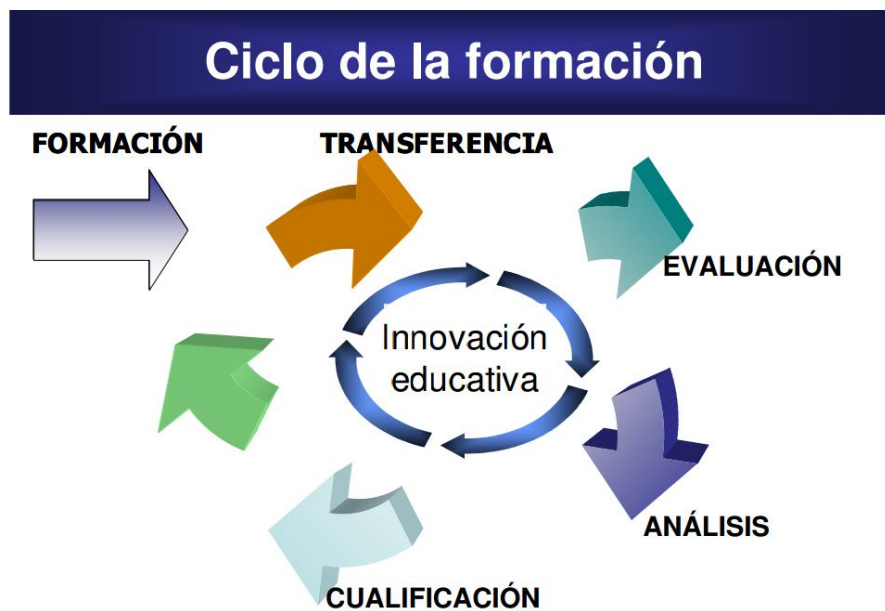 Ciclo de la formación
FORMACIÓN
TRANSFERENCIA
EVALUACIÓN
Innovación
educativa
ANÁLISIS
CUALIFICACIÓN